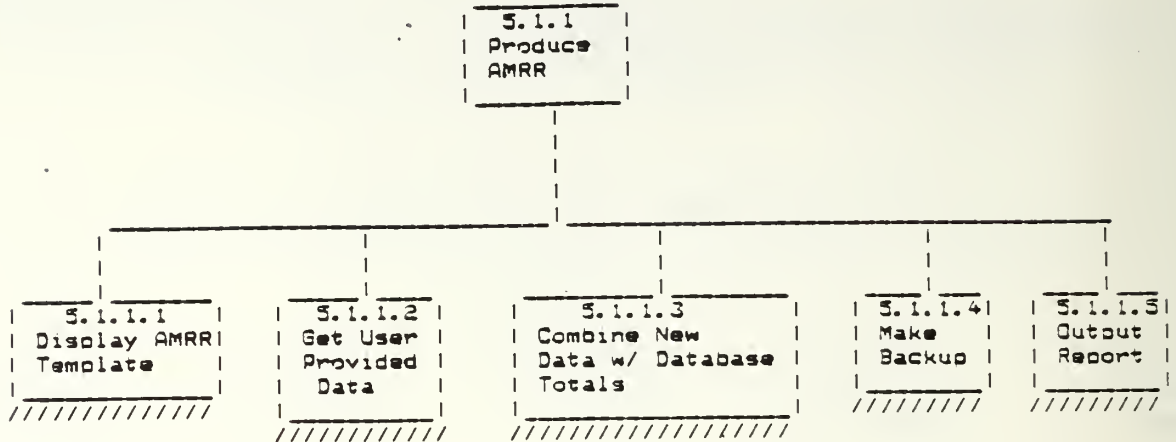 5.1.1
Produce
AMRR
5.1.1.1
Display AMRR
Template
5.1.1.2
Get User
Provided
Data
5.1.1.3
Combine New
Data w/ Database
Totals
5.1.1.4
Make
Backup
5.1.1.5
Output
Report